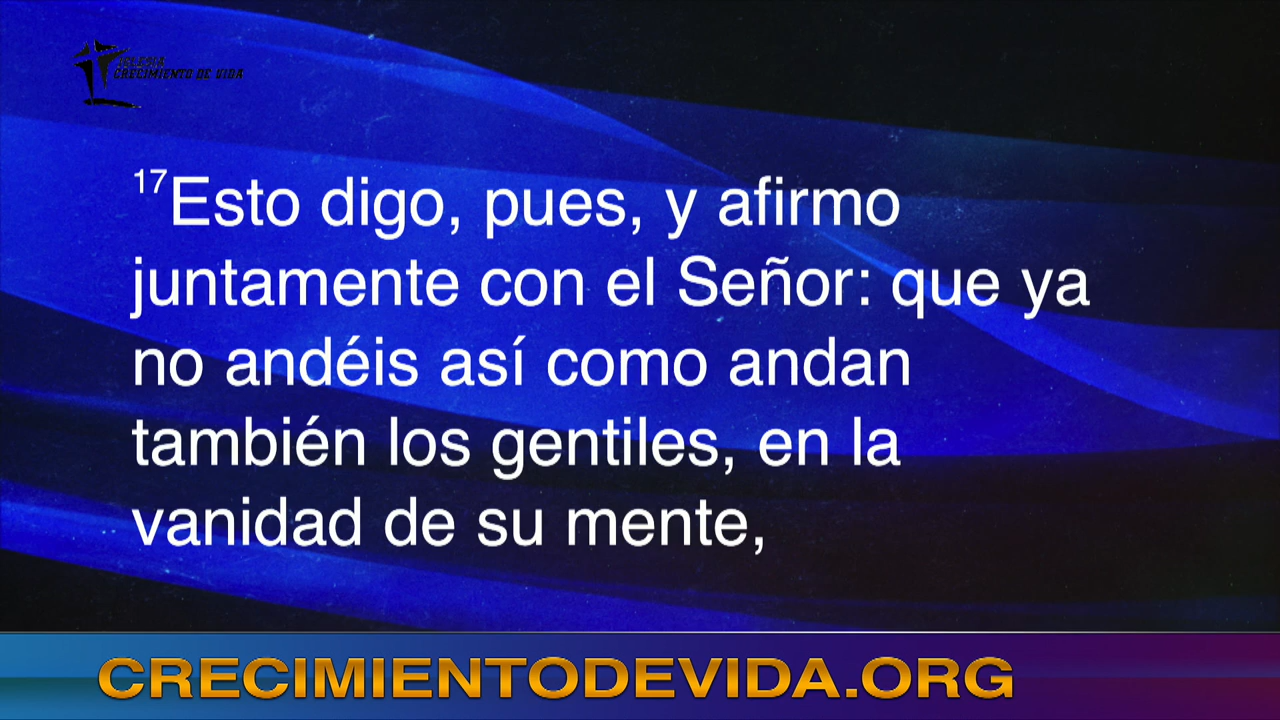 IGLESIA
CRECIMIENTO DE VIDA
17Esto digo, pues, y afirmo
juntamente con el Señor: que ya
no andéis así como andan
también los gentiles, en la
vanidad de su mente,
CRECIMIENTODEVIDA.ORG